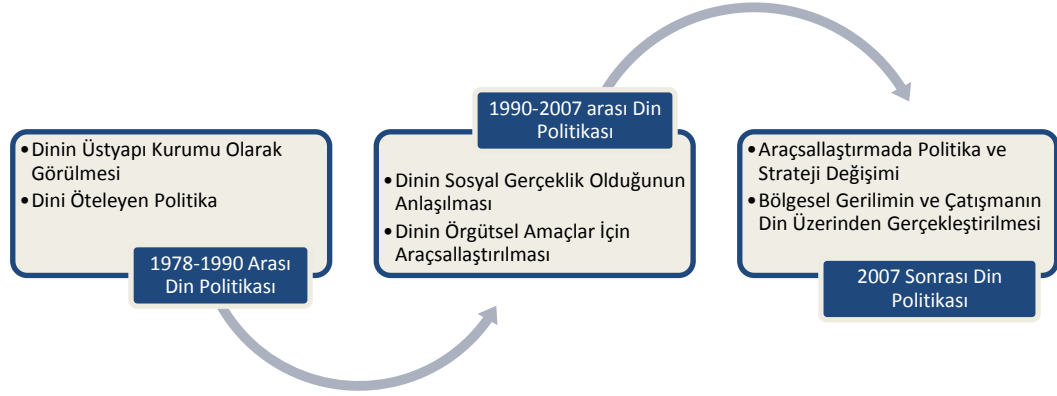 • Dinin Üstyapı Kurumu Olarak
Görülmesi
• Dini Öteleyen Politika
1978-1990 Arası
Din Politikası
1990-2007 arası Din
Politikası
• Dinin Sosyal Gerçeklik Olduğunun
Anlaşılması
• Dinin Örgütsel Amaçlar İçin
Araçsallaştırılması
• Araçsallaştırmada Politika ve
Strateji Değişimi
• Bölgesel Gerilimin ve Çatışmanın
Din Üzerinden Gerçekleştirilmesi
2007 Sonrası Din
Politikası